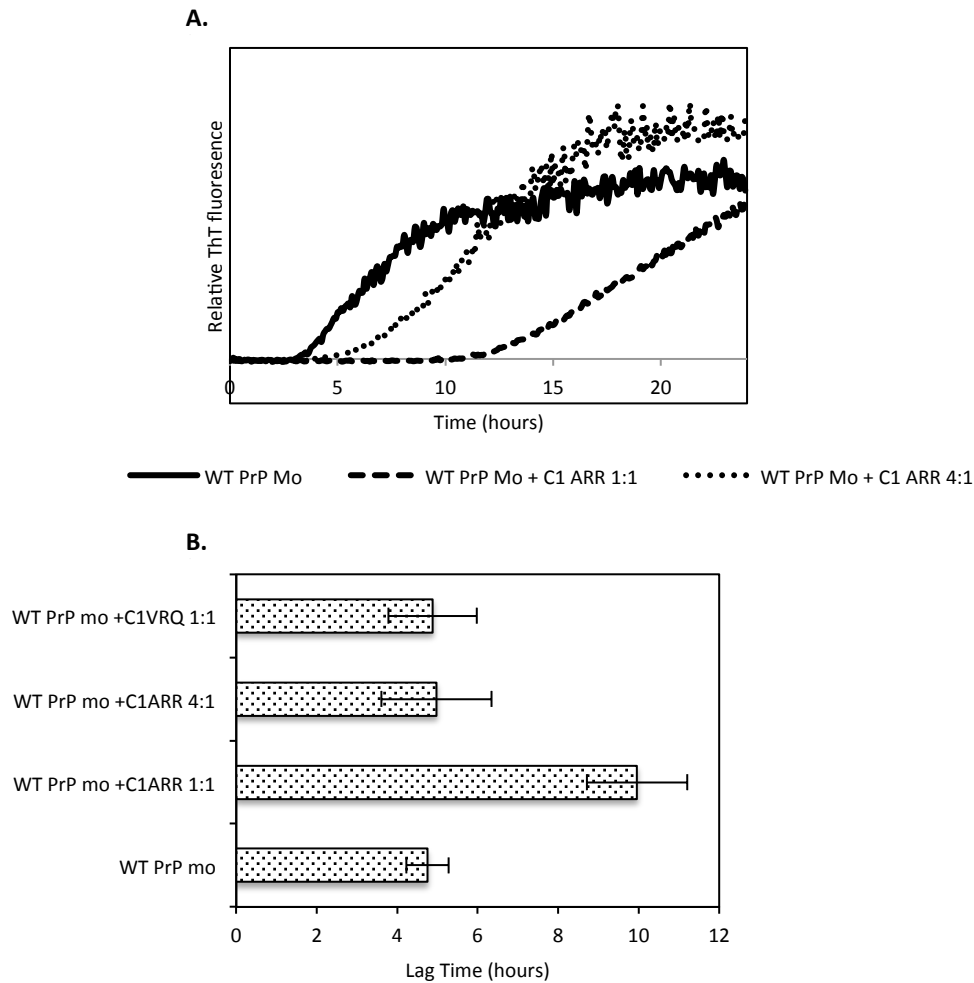 A.
Relative ThT fluoresence
0 5 10 15 20
Time (hours)
WT PrP Mo WT PrP Mo + C1 ARR 1:1 WT PrP Mo + C1 ARR 4:1
B.
WT PrP mo +C1VRQ 1:1
WT PrP mo +C1ARR 4:1
WT PrP mo +C1ARR 1:1
WT PrP mo
0 2 4 6 8 10 12
Lag Time (hours)